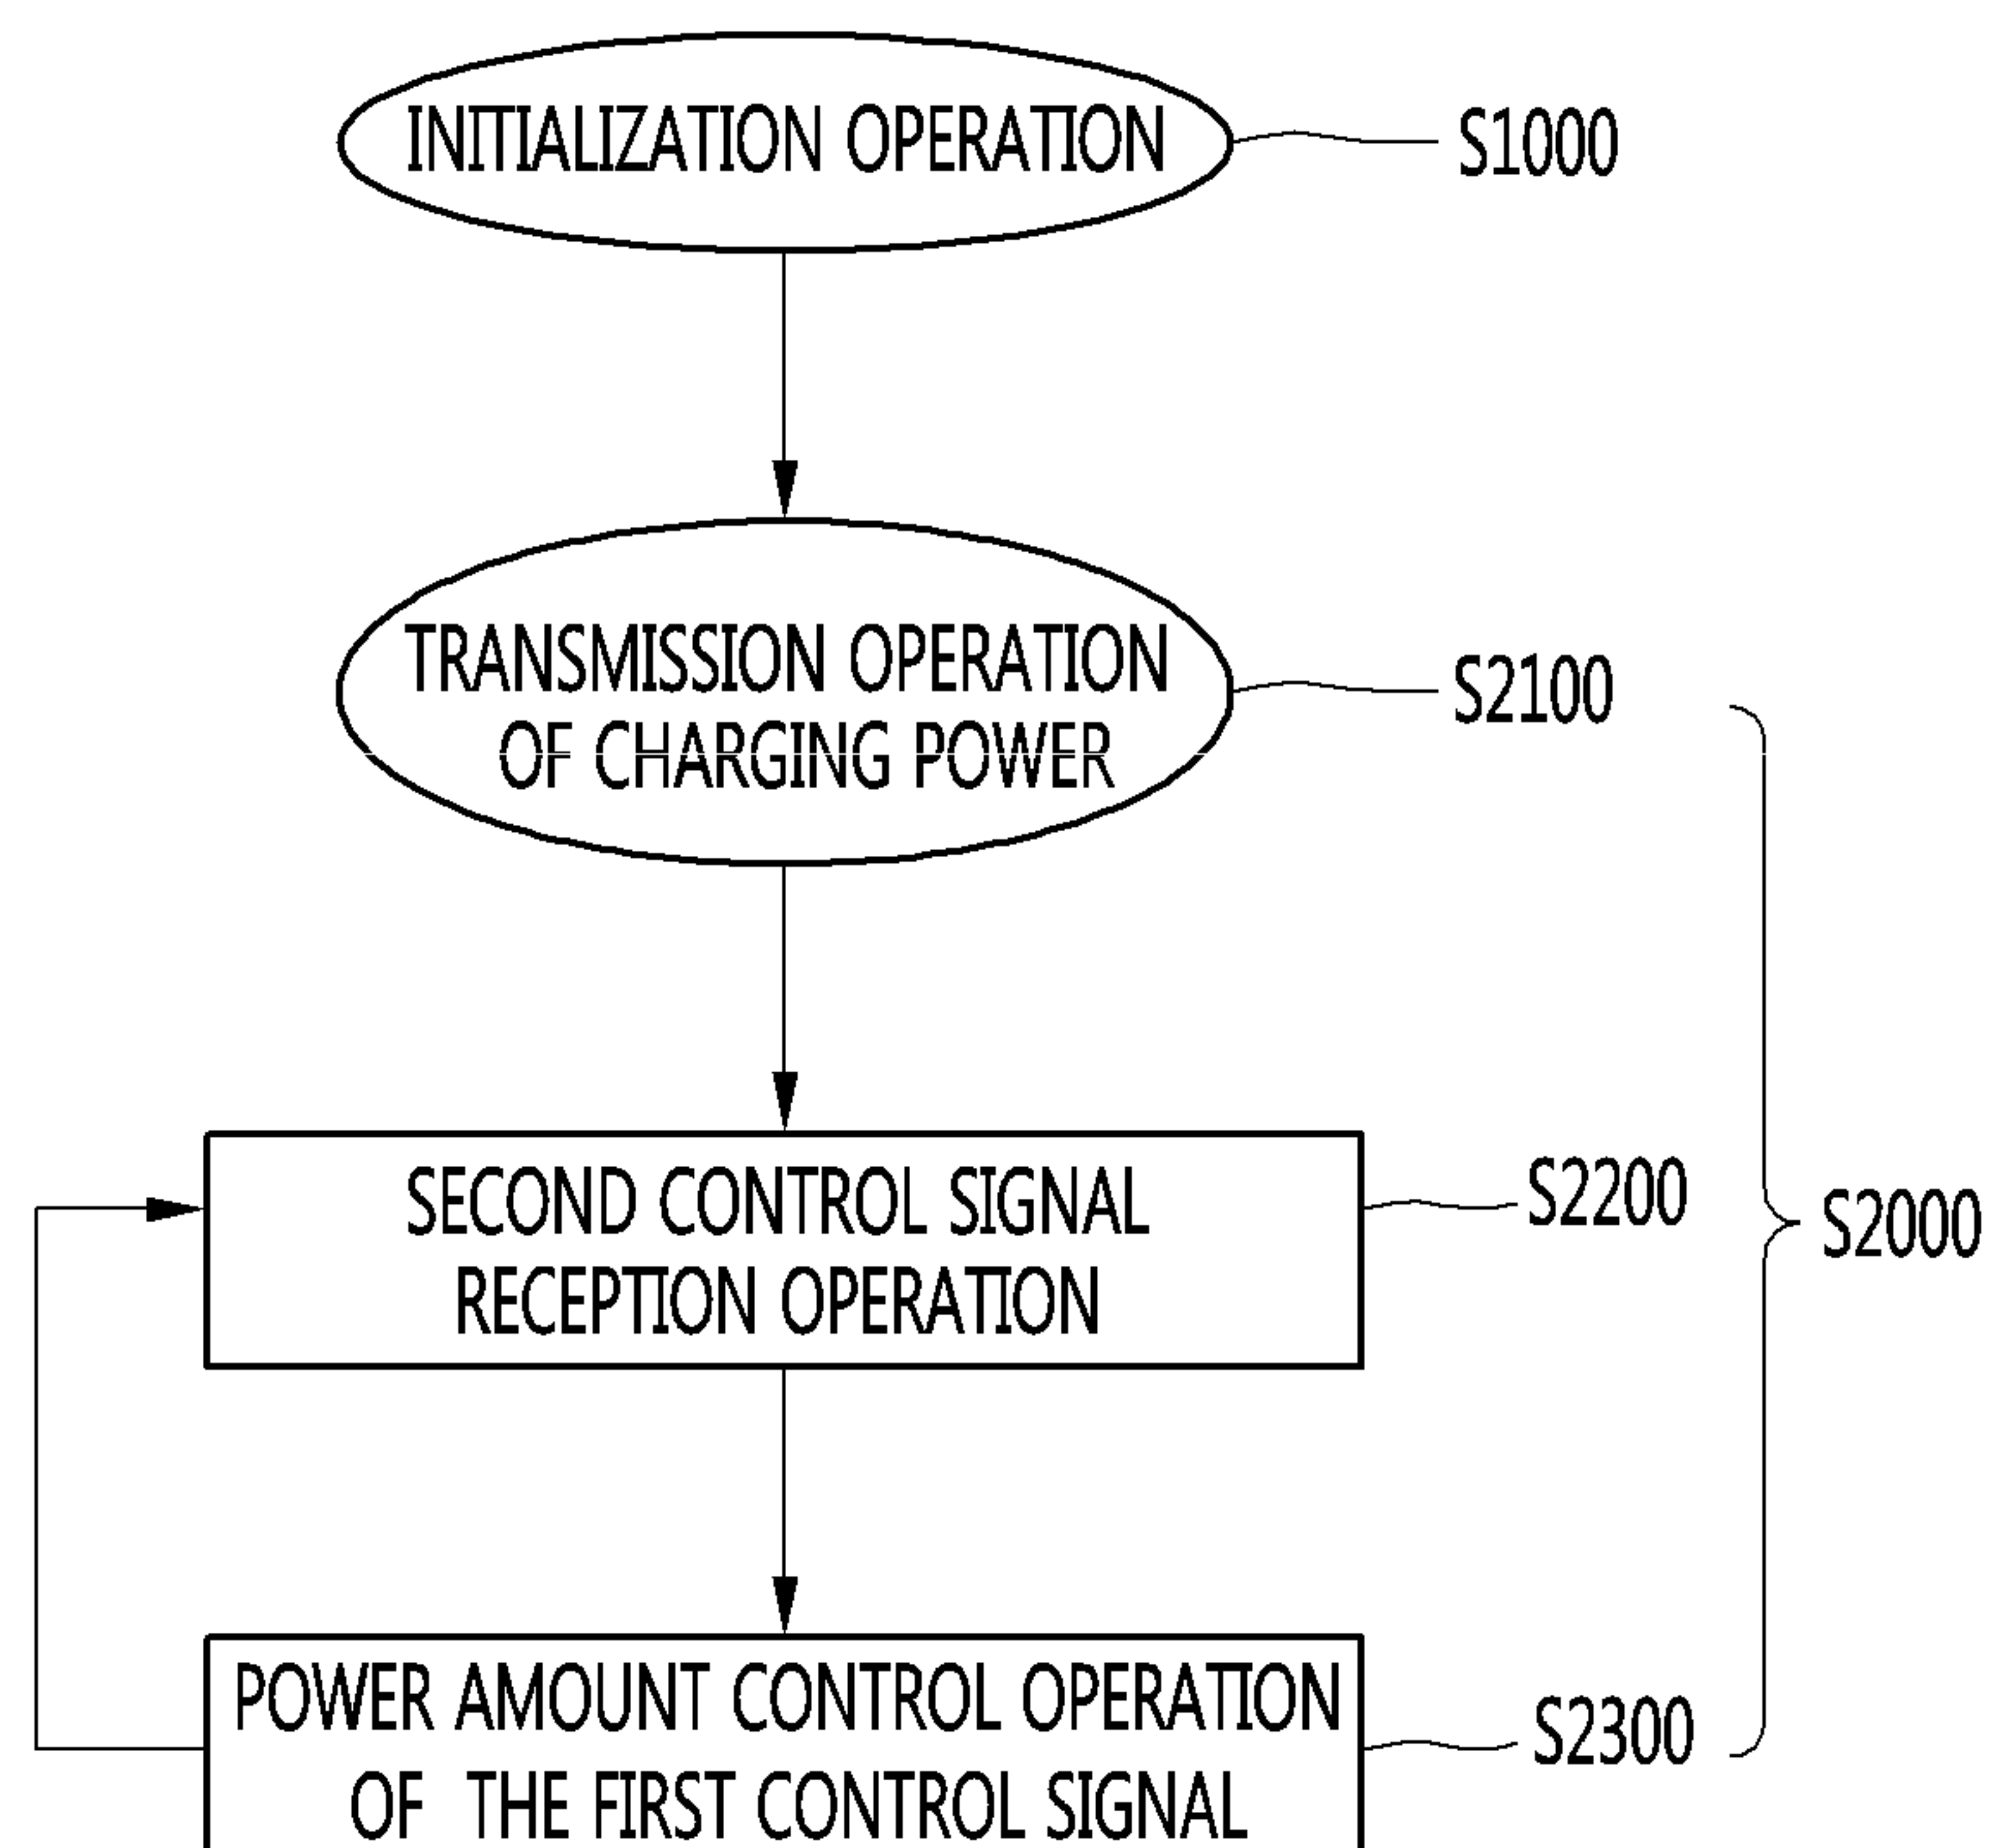 INITIALIZATION OPERATION
S1000
TRANSMISSION OPERATION
OF CHARGING POWER
S2100
SECOND CONTROL SIGNAL
RECEPTION OPERATION
S2200
S2000
POWER AMOUNT CONTROL OPERATION
OF THE FIRST CONTROL SIGNAL
S2300